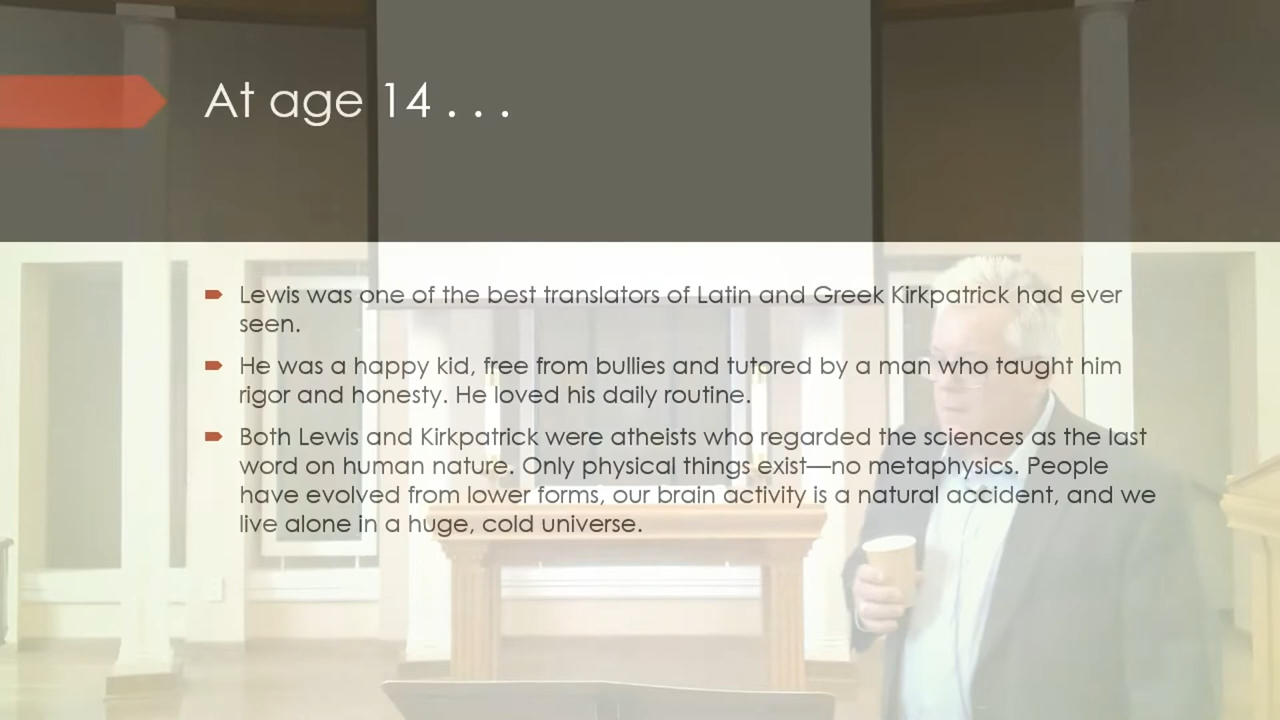 At age 14 . . .
Lewis was one of the best translators of Latin and Greek Kirkpatrick had ever
seen.
He was a happy kid, free from bullies and tutored by a man who taught him
rigor and honesty. He loved his daily routine.
Both Lewis and Kirkpatrick were atheists who regarded the sciences as the last
word on human nature. Only physical things exist—no metaphysics. People
have evolved from lower forms, our brain activity is a natural accident, and we
live alone in a huge, cold universe.